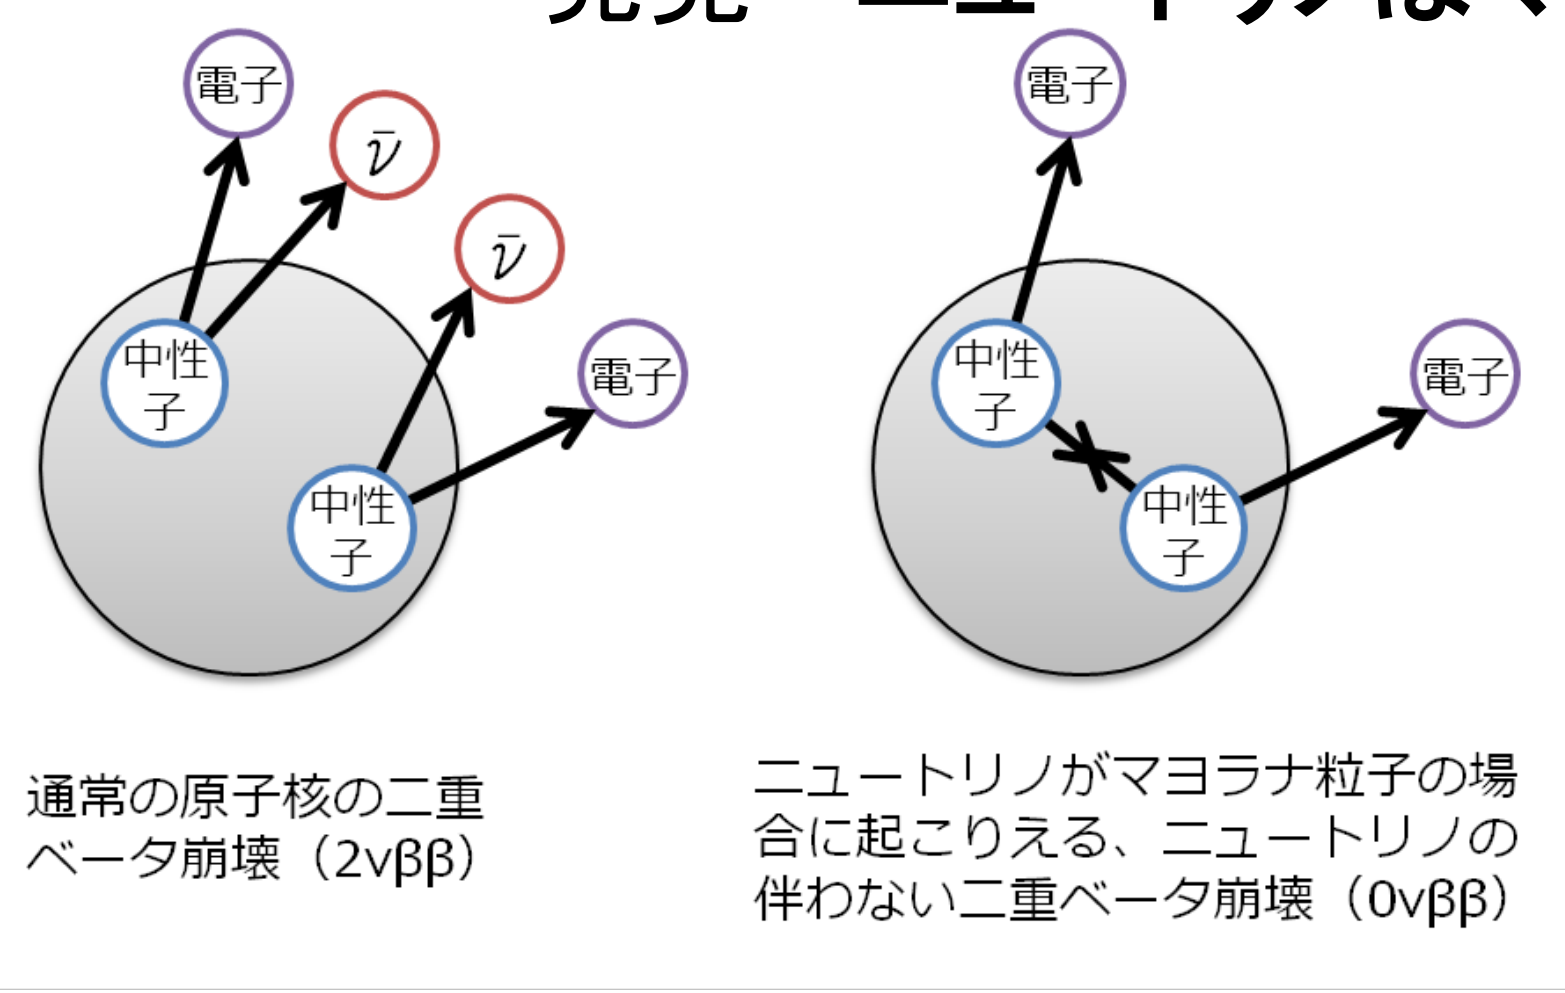 電子
ν̄
ν̄
電子
中性
子
中性
子
電子
電子
中性
子
中性
子
通常の原子核の二重
ベータ崩壊（2νββ）
ニュートリノがマヨラナ粒子の場
合に起こりえる、ニュートリノの
伴わない二重ベータ崩壊（0νββ）